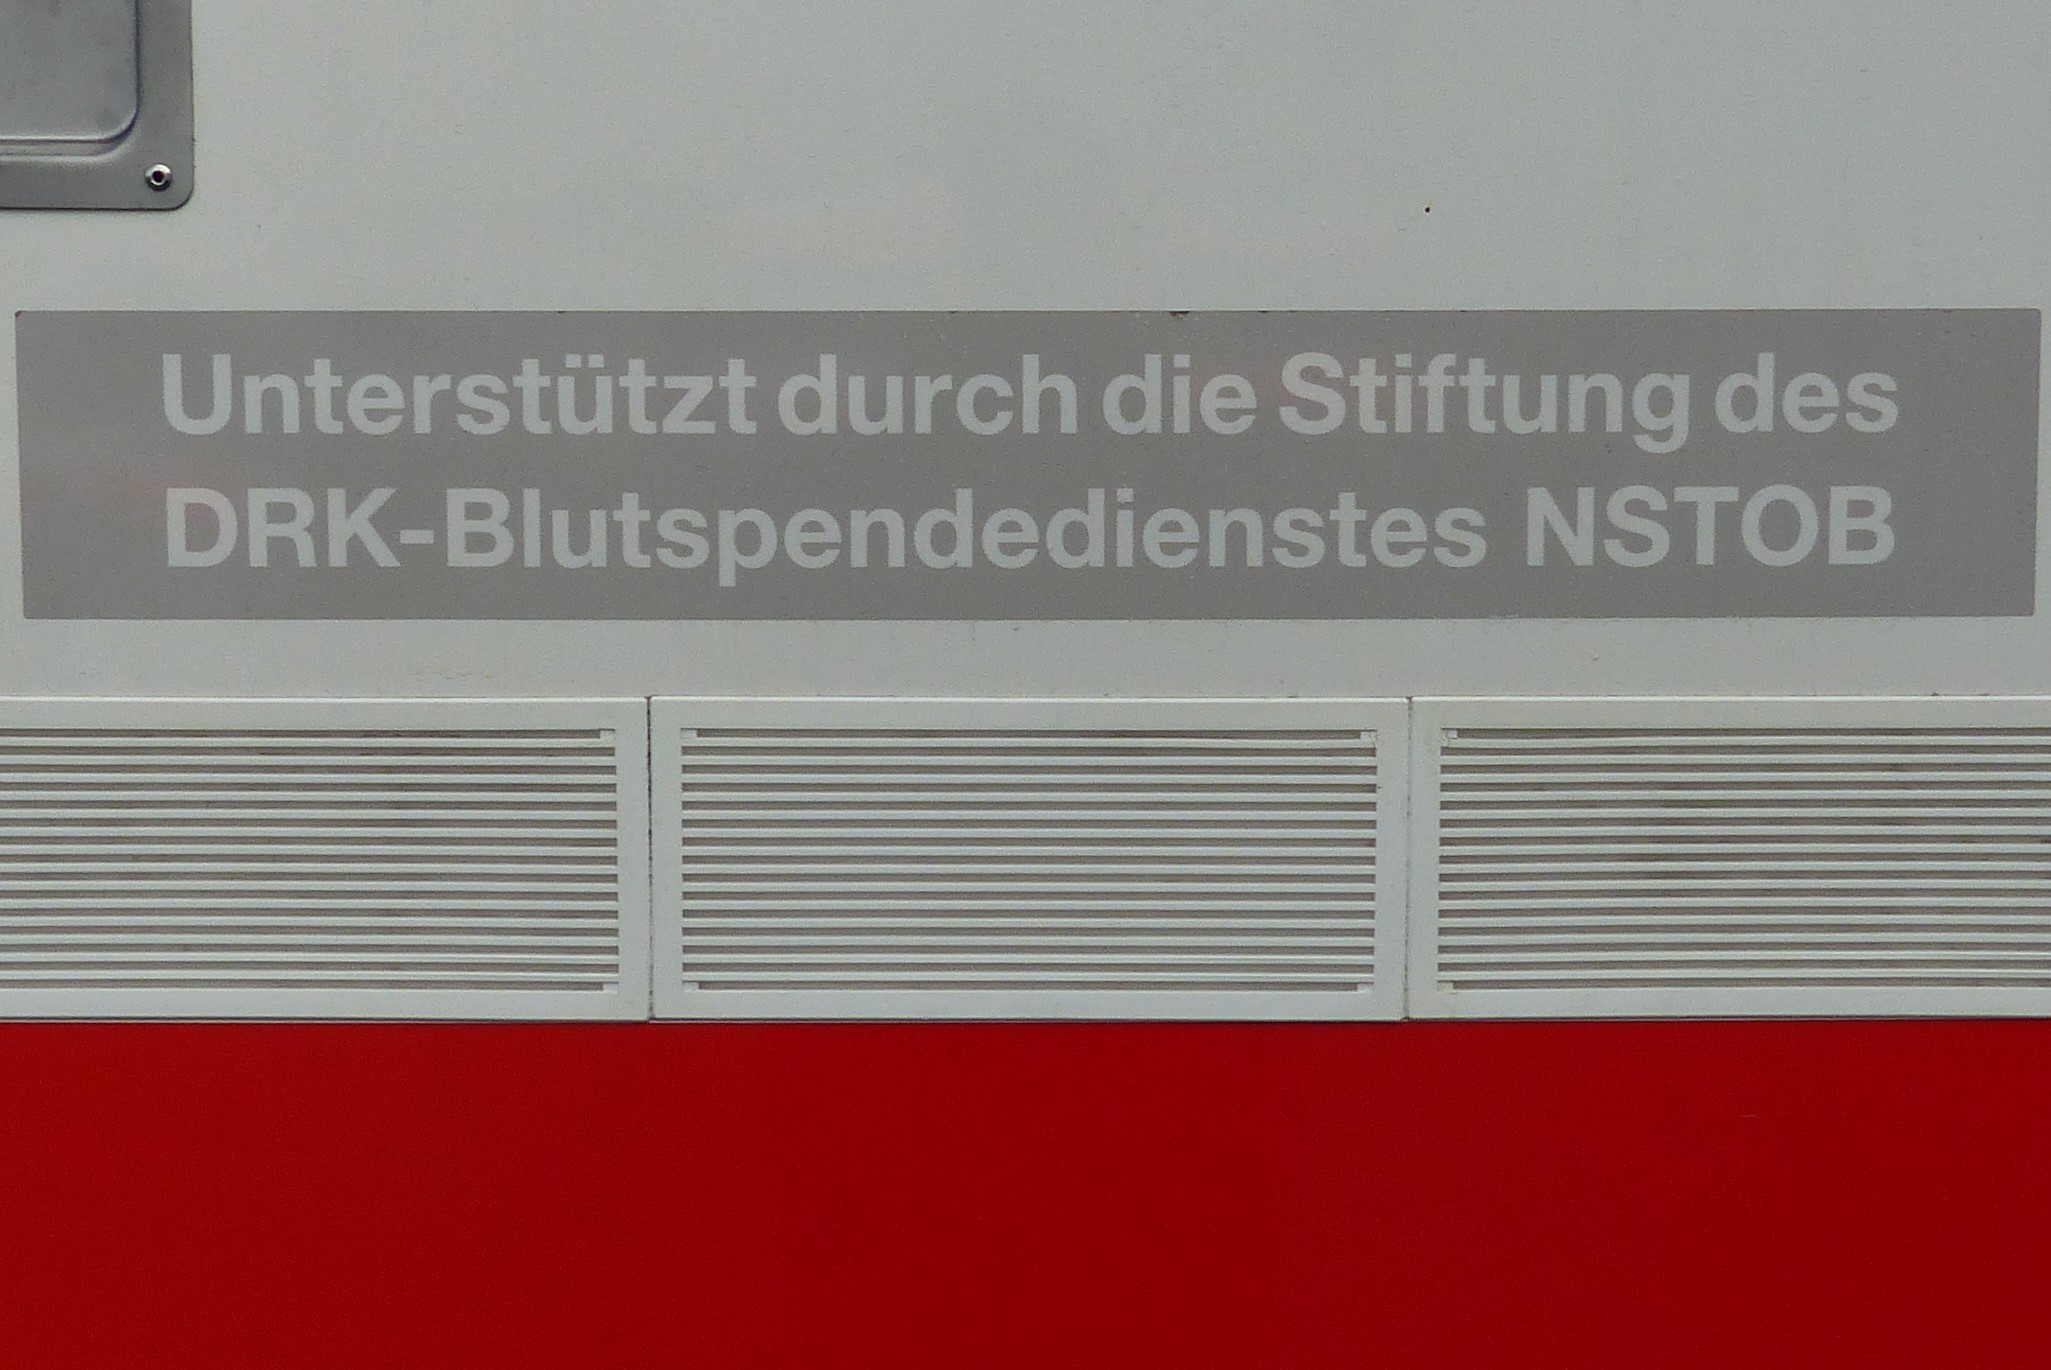 Unterstützt durch die Stiftung des
DRK-Blutspendedienstes NSTOB